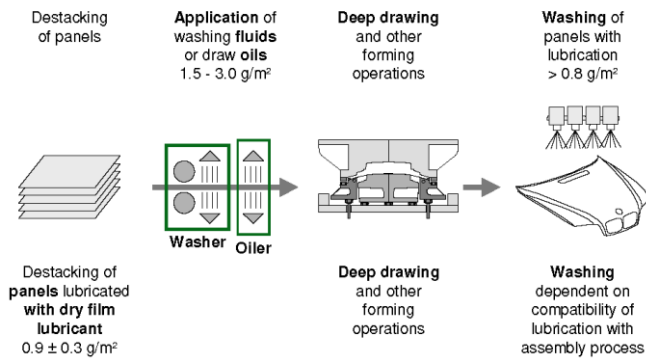 Destacking
of panels
Application of
washing fluids
or draw oils
1.5 - 3.0 g/m²
Deep drawing
and other
forming
operations
Washing of
panels with
lubrication
> 0.8 g/m²
Washer
Oiler
Destacking of
panels lubricated
with dry film
lubricant
0.9 ± 0.3 g/m²
Deep drawing
and other
forming
operations
Washing
dependent on
compatibility of
lubrication with
assembly process